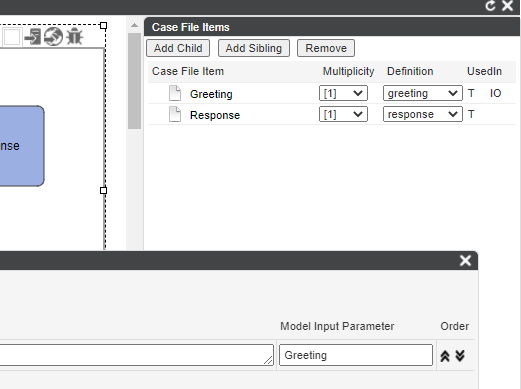 Case File Items
Add Child Add Sibling Remove
Case File Item Multiplicity Definition UsedIn
Greeting [1] greeting T IO
nse
Response [1] response T
Model Input Parameter Order
Greeting